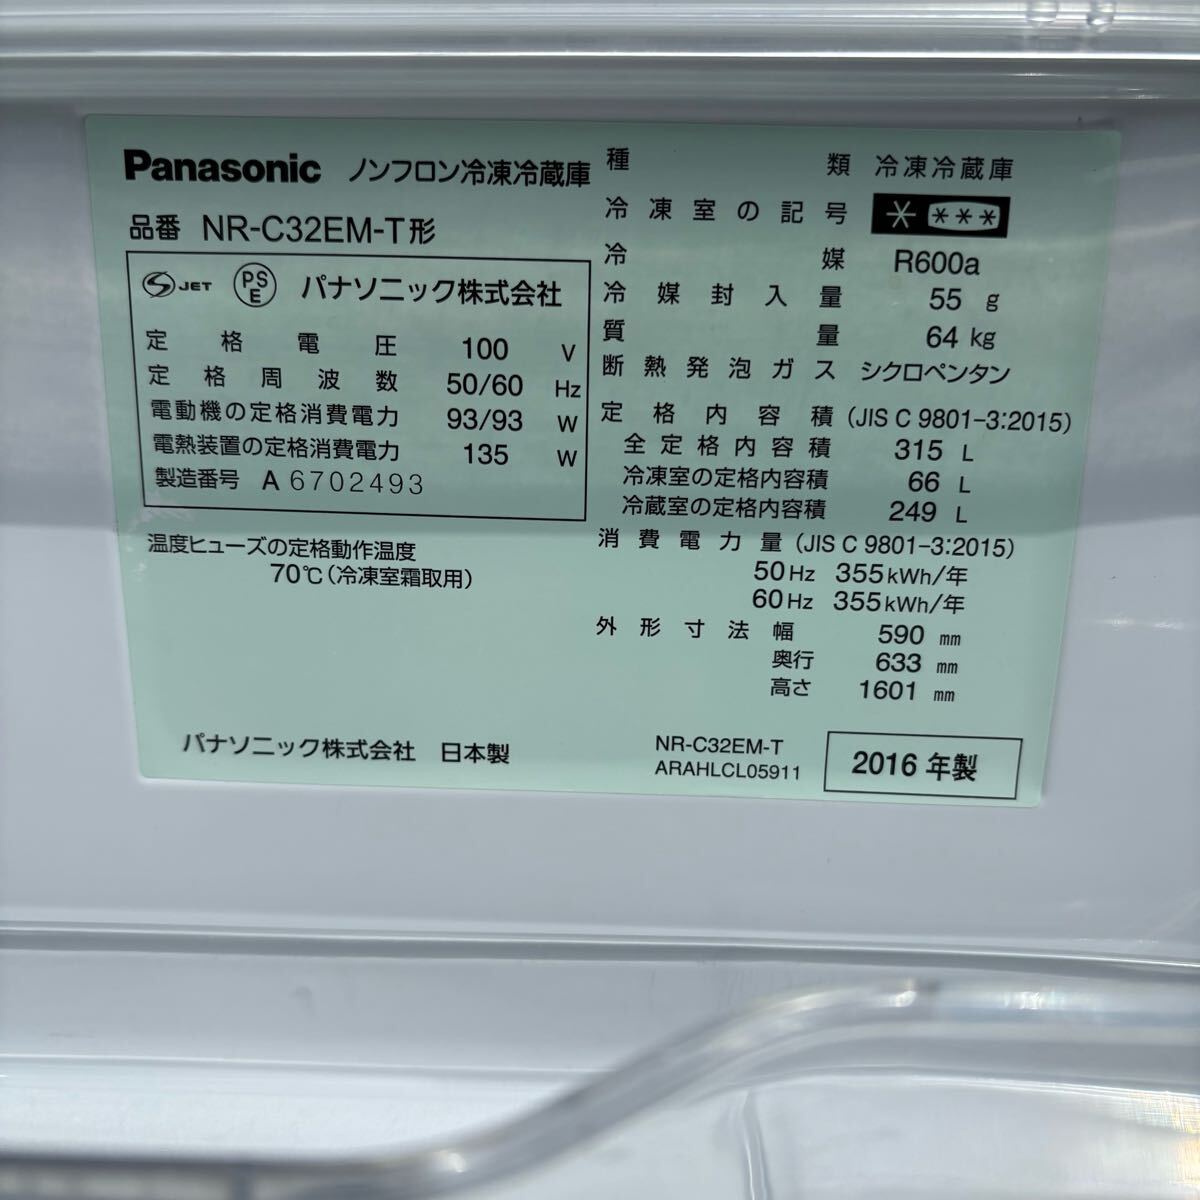 Panasonic ノンフロン冷凍冷蔵庫
品番 NR-C32EM-T形
JET PSE パナソニック株式会社
定格電圧 100 V
定格周波数 50/60 Hz
電動機の定格消費電力 93/93 W
電熱装置の定格消費電力 135 W
製造番号 A 6702493
温度ヒューズの定格動作温度
70℃(冷凍室霜取用)
種類 冷凍冷蔵庫
冷凍室の記号 * ***
冷媒 R600a
冷媒封入量 55 g
質量 64 kg
断熱発泡ガス シクロペンタン
定格内容積 (JIS C 9801-3:2015)
全定格内容積 315 L
冷凍室の定格内容積 66 L
冷蔵室の定格内容積 249 L
消費電力量 (JIS C 9801-3:2015)
50Hz 355kWh/年
60Hz 355kWh/年
外形寸法 幅 590 mm
奥行 633 mm
高さ 1601 mm
パナソニック株式会社 日本製
NR-C32EM-T
ARAHLCL05911
2016年製